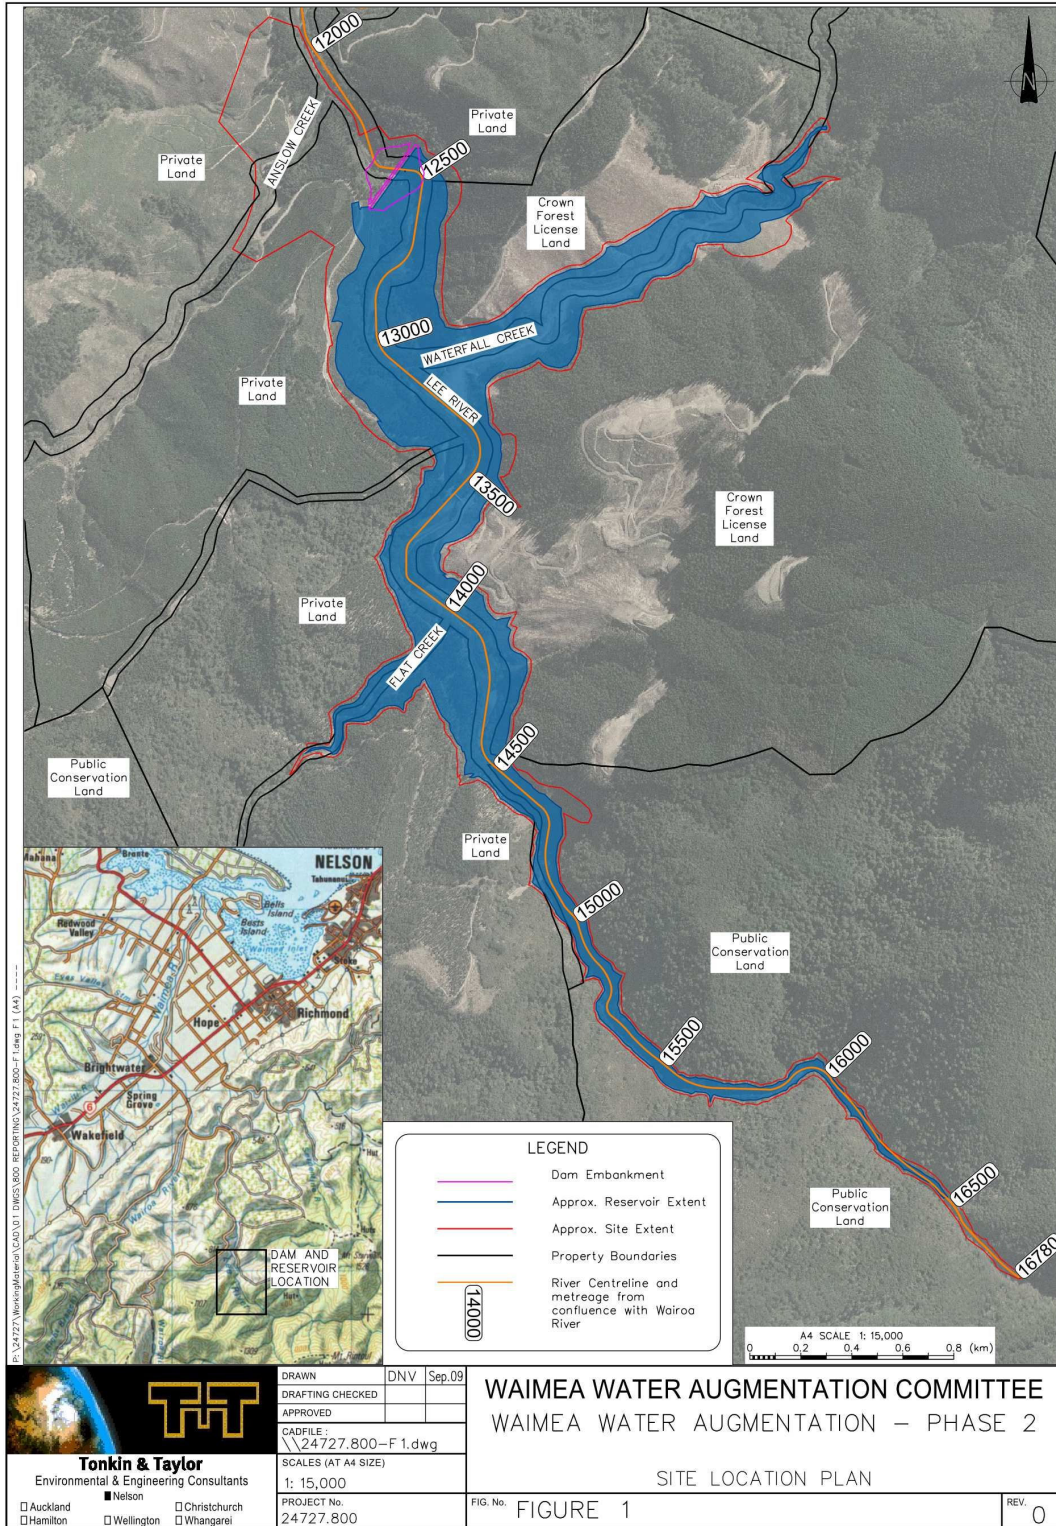 12000
N
Private
Land
ANSLOW CREEK
Private
Land
12500
Crown
Forest
License
Land
13000
WATERFALL CREEK
Private
Land
LEE RIVER
13500
Crown
Forest
License
Land
14000
Private
Land
FLAT CREEK
14500
Public
Conservation
Land
Private
Land
15000
Public
Conservation
Land
15500
16000
Public
Conservation
Land
16500
16780
Mahana
Bronte
NELSON
Tahunanui
Bells
Island
Bests
Island
Redwood
Valley
Waimea Inlet
Stoke
Waimea R
Hope
Richmond
Brightwater
Spring
Grove
6
Wakefield
Wairoa River
DAM AND
RESERVOIR
LOCATION
P:\24727\WorkingMaterial\CAD\01 DWGS\800 REPORTING\24727.800-F1.dwg F1 (A4) ----
LEGEND
Dam Embankment
Approx. Reservoir Extent
Approx. Site Extent
Property Boundaries
River Centreline and
metreage from
confluence with Wairoa
River
14000
A4 SCALE 1: 15,000
0 0.2 0.4 0.6 0.8 (km)
T&T
Tonkin & Taylor
Environmental & Engineering Consultants
Nelson
Auckland
Christchurch
Hamilton
Wellington
Whangarei
DRAWN DNV Sep.09
DRAFTING CHECKED
APPROVED
CADFILE :
\\24727.800-F1.dwg
SCALES (AT A4 SIZE)
1: 15,000
PROJECT No.
24727.800
WAIMEA WATER AUGMENTATION COMMITTEE
WAIMEA WATER AUGMENTATION - PHASE 2
SITE LOCATION PLAN
FIG. No. FIGURE 1
REV. 0